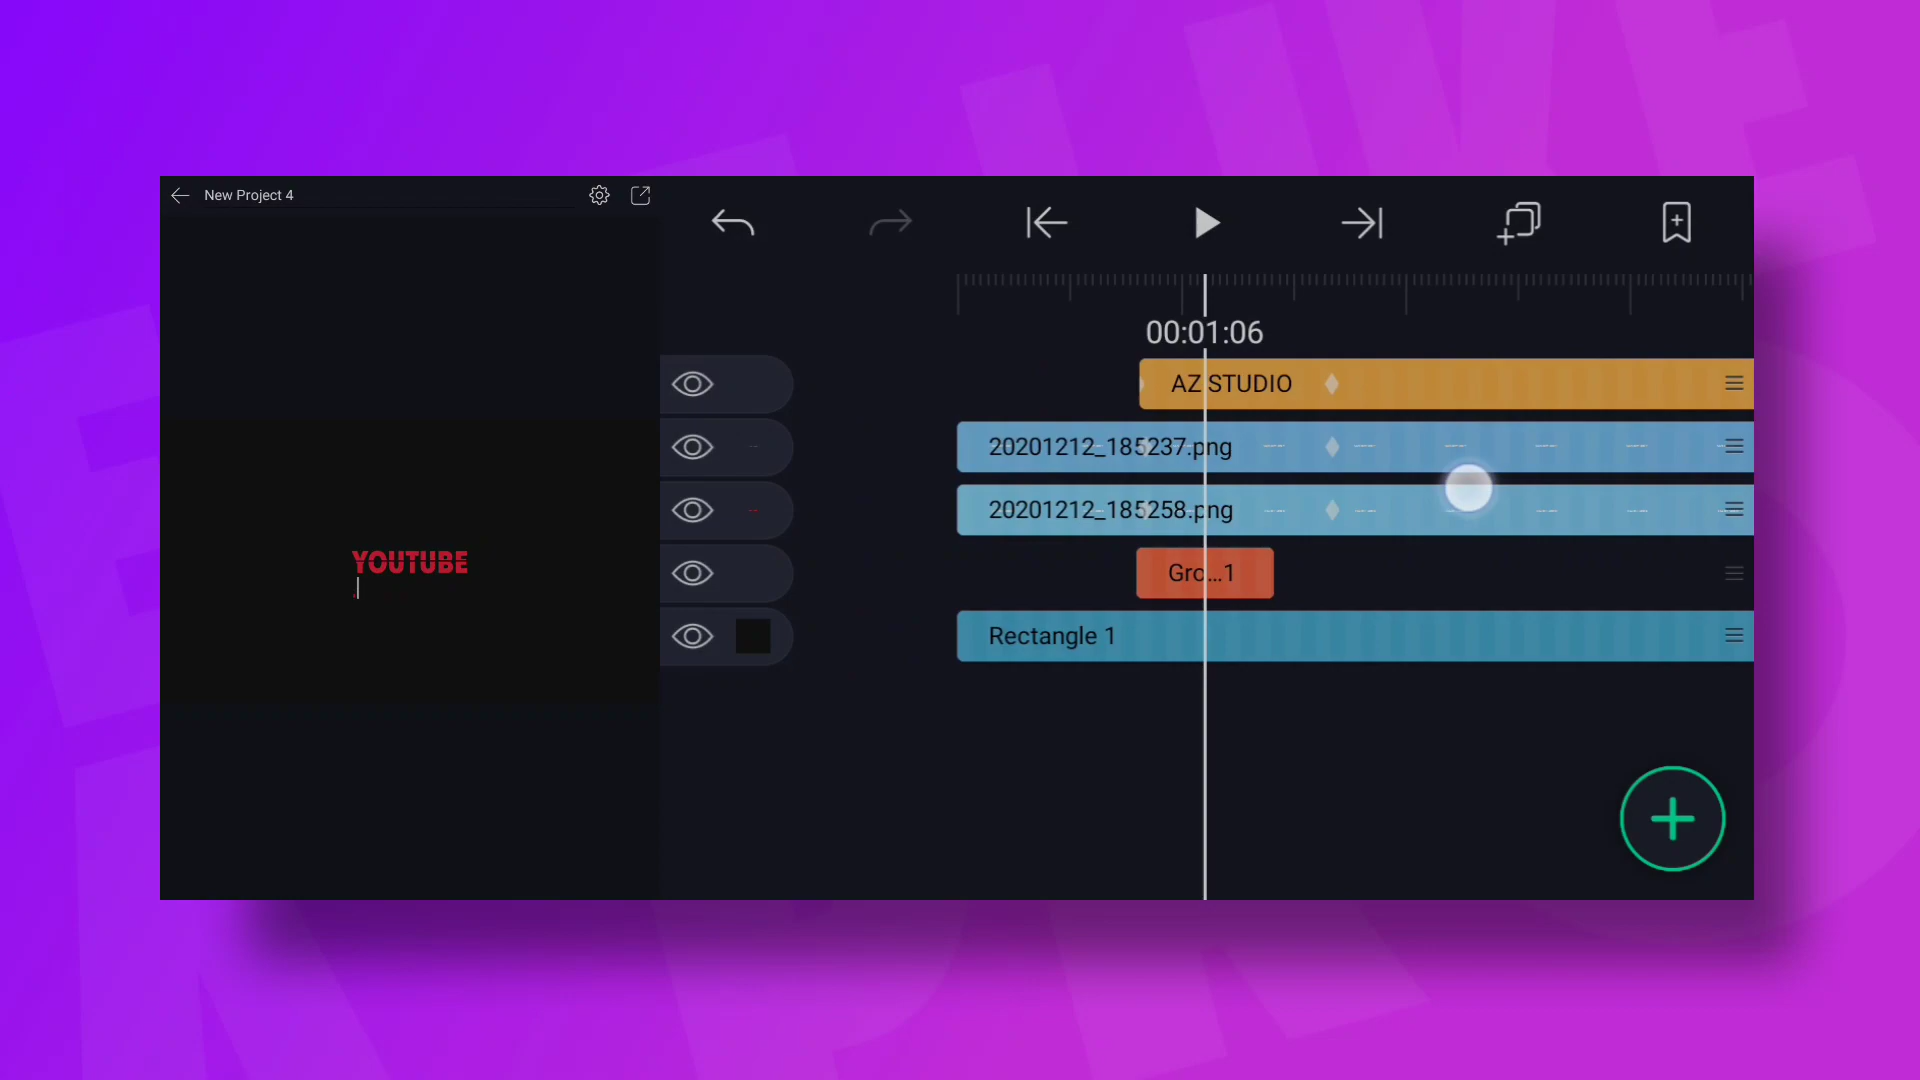 New Project 4
00:01:06
AZ STUDIO
20201212_185237.png
20201212_185258.png
YOUTUBE
Gro...1
Rectangle 1